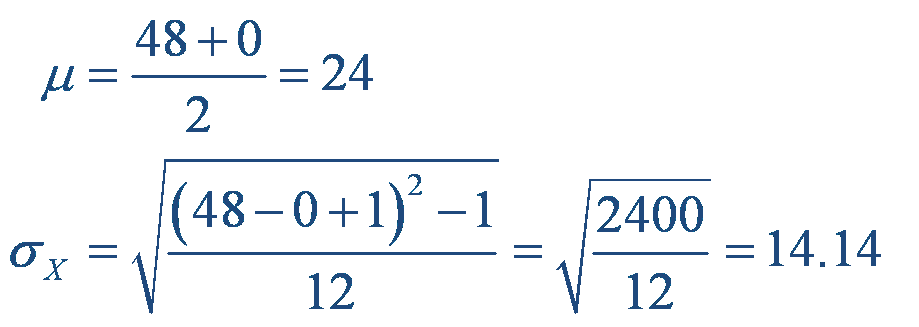 μ = (48 + 0) / 2 = 24
σ_X = √(((48 − 0 + 1)² − 1) / 12) = √(2400 / 12) = 14.14